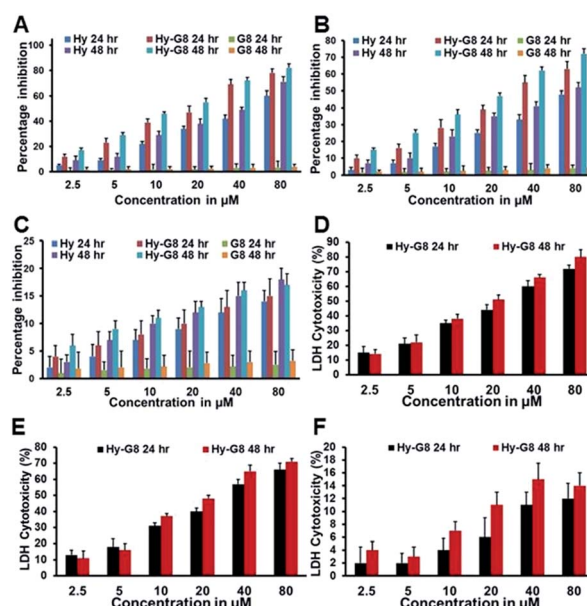 A
Hy 24 hr Hy-G8 24 hr G8 24 hr
Hy 48 hr Hy-G8 48 hr G8 48 hr
Percentage inhibition
100
80
60
40
20
0
2.5 5 10 20 40 80
Concentration in µM
B
Hy 24 hr Hy-G8 24 hr G8 24 hr
Hy 48 hr Hy-G8 48 hr G8 48 hr
Percentage inhibition
80
70
60
50
40
30
20
10
0
2.5 5 10 20 40 80
Concentration in µM
C
Hy 24 hr Hy-G8 24 hr G8 24 hr
Hy 48 hr Hy-G8 48 hr G8 48 hr
Percentage inhibition
25
20
15
10
5
0
2.5 5 10 20 40 80
Concentration in µM
D
Hy-G8 24 hr Hy-G8 48 hr
LDH Cytotoxicity (%)
90
80
70
60
50
40
30
20
10
0
2.5 5 10 20 40 80
Concentration in µM
E
Hy-G8 24 hr Hy-G8 48 hr
LDH Cytotoxicity (%)
80
70
60
50
40
30
20
10
0
2.5 5 10 20 40 80
Concentration in µM
F
Hy-G8 24 hr Hy-G8 48 hr
LDH Cytotoxicity (%)
20
18
16
14
12
10
8
6
4
2
0
2.5 5 10 20 40 80
Concentration in µM